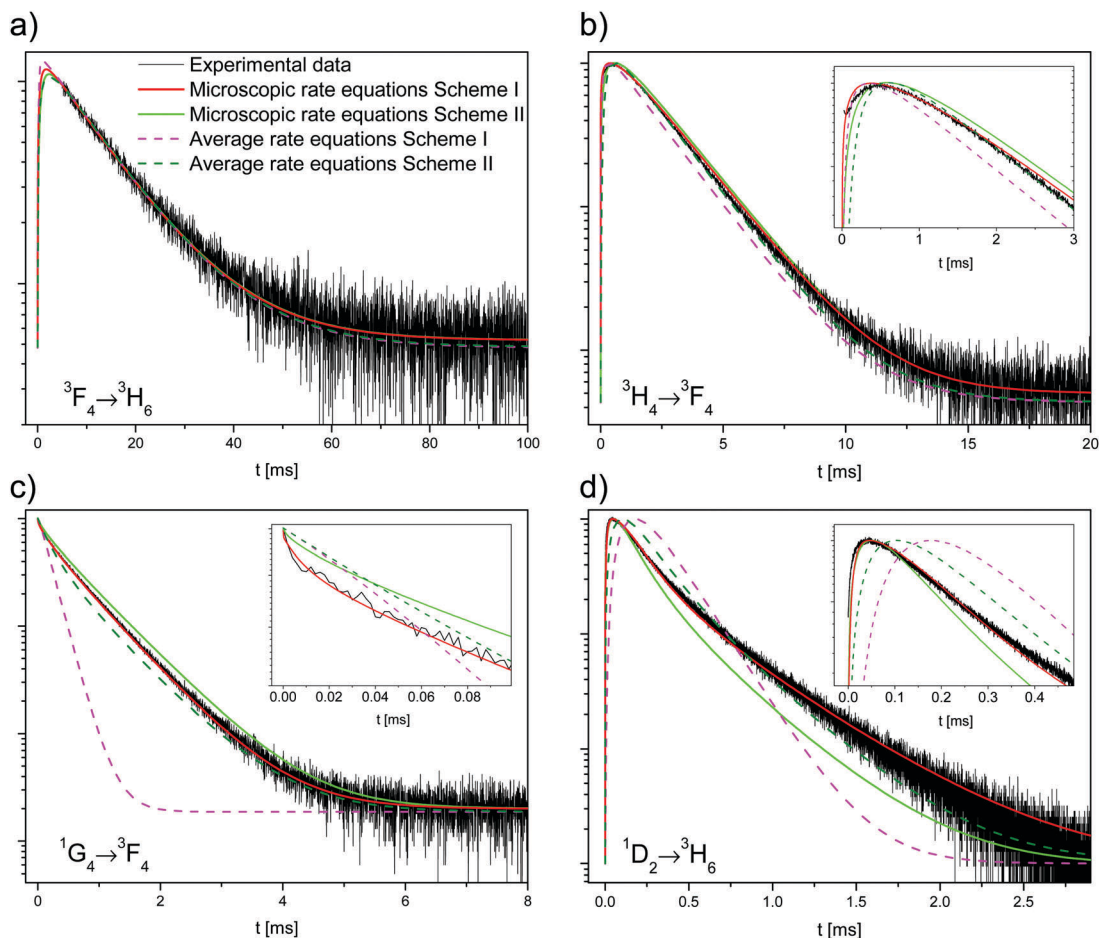 a)
Experimental data
Microscopic rate equations Scheme I
Microscopic rate equations Scheme II
Average rate equations Scheme I
Average rate equations Scheme II
³F₄→³H₆
0 20 40 60 80 100
t [ms]
b)
0 1 2 3
t [ms]
³H₄→³F₄
0 5 10 15 20
t [ms]
c)
0.00 0.02 0.04 0.06 0.08
t [ms]
¹G₄→³F₄
0 2 4 6 8
t [ms]
d)
0.0 0.1 0.2 0.3 0.4
t [ms]
¹D₂→³H₆
0.0 0.5 1.0 1.5 2.0 2.5
t [ms]